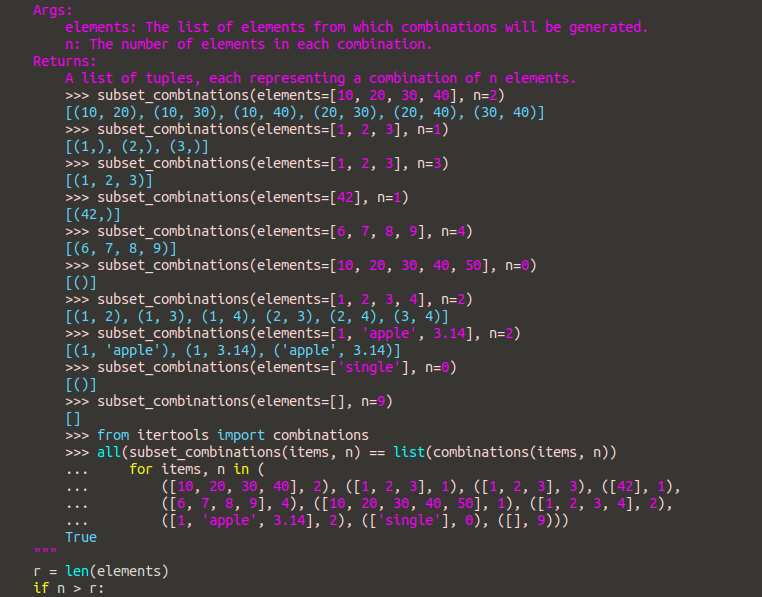 Args:
    elements: The list of elements from which combinations will be generated.
    n: The number of elements in each combination.
Returns:
    A list of tuples, each representing a combination of n elements.
    >>> subset_combinations(elements=[10, 20, 30, 40], n=2)
    [(10, 20), (10, 30), (10, 40), (20, 30), (20, 40), (30, 40)]
    >>> subset_combinations(elements=[1, 2, 3], n=1)
    [(1,), (2,), (3,)]
    >>> subset_combinations(elements=[1, 2, 3], n=3)
    [(1, 2, 3)]
    >>> subset_combinations(elements=[42], n=1)
    [(42,)]
    >>> subset_combinations(elements=[6, 7, 8, 9], n=4)
    [(6, 7, 8, 9)]
    >>> subset_combinations(elements=[10, 20, 30, 40, 50], n=0)
    [()]
    >>> subset_combinations(elements=[1, 2, 3, 4], n=2)
    [(1, 2), (1, 3), (1, 4), (2, 3), (2, 4), (3, 4)]
    >>> subset_combinations(elements=[1, 'apple', 3.14], n=2)
    [(1, 'apple'), (1, 3.14), ('apple', 3.14)]
    >>> subset_combinations(elements=['single'], n=0)
    [()]
    >>> subset_combinations(elements=[], n=9)
    []
    >>> from itertools import combinations
    >>> all(subset_combinations(items, n) == list(combinations(items, n))
    ...     for items, n in (
    ...         ([10, 20, 30, 40], 2), ([1, 2, 3], 1), ([1, 2, 3], 3), ([42], 1),
    ...         ([6, 7, 8, 9], 4), ([10, 20, 30, 40, 50], 1), ([1, 2, 3, 4], 2),
    ...         ([1, 'apple', 3.14], 2), (['single'], 0), ([], 9)))
    True
"""
r = len(elements)
if n > r: